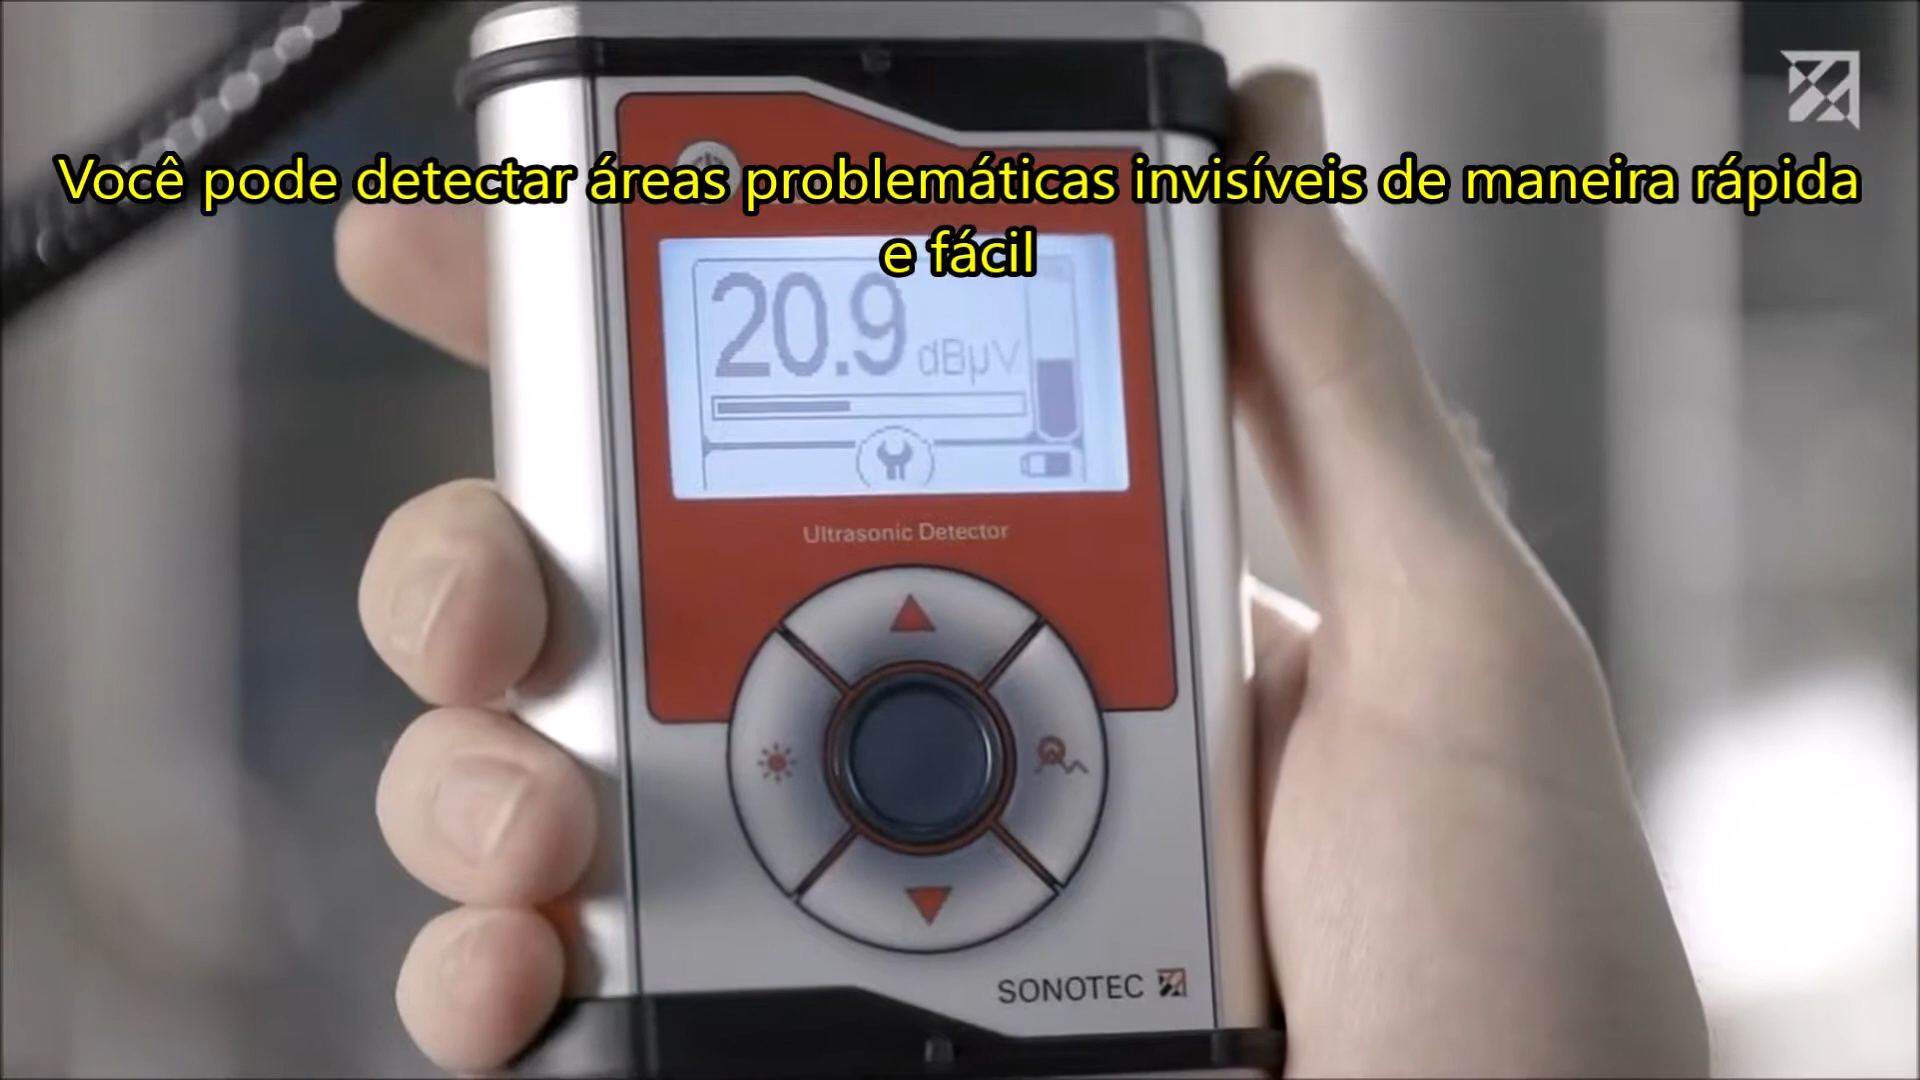 Você pode detectar áreas problemáticas invisíveis de maneira rápida
e fácil
20.9 dBµV
Ultrasonic Detector
SONOTEC